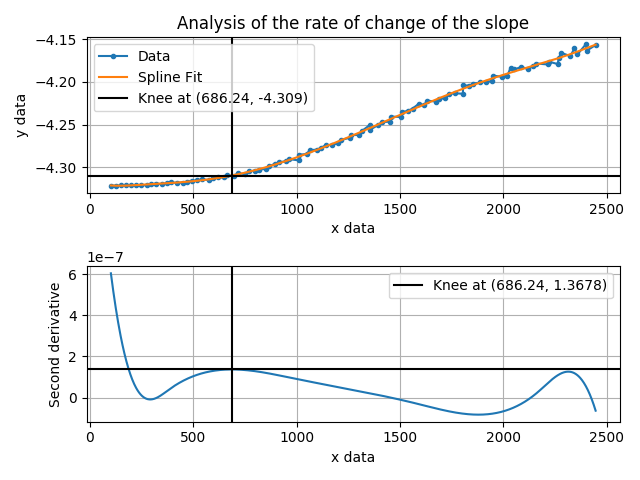 Analysis of the rate of change of the slope
y data
−4.15
−4.20
−4.25
−4.30
Data
Spline Fit
Knee at (686.24, -4.309)
0
500
1000
1500
2000
2500
x data
1e−7
Second derivative
6
4
2
0
Knee at (686.24, 1.3678)
0
500
1000
1500
2000
2500
x data